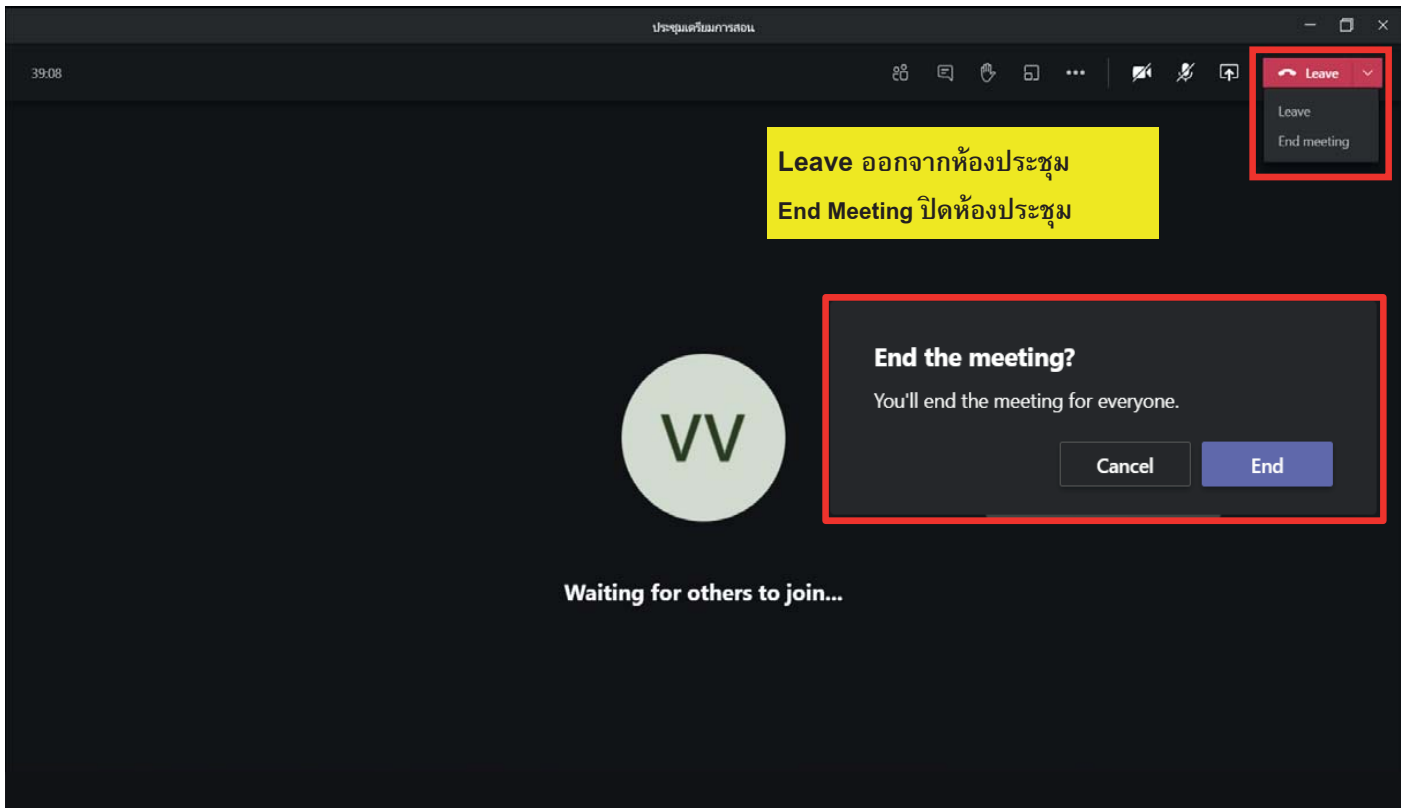 ประชุมเตรียมการสอน
39:08
Leave
Leave
End meeting
Leave ออกจากห้องประชุม
End Meeting ปิดห้องประชุม
End the meeting?
You'll end the meeting for everyone.
Cancel End
VV
Waiting for others to join...